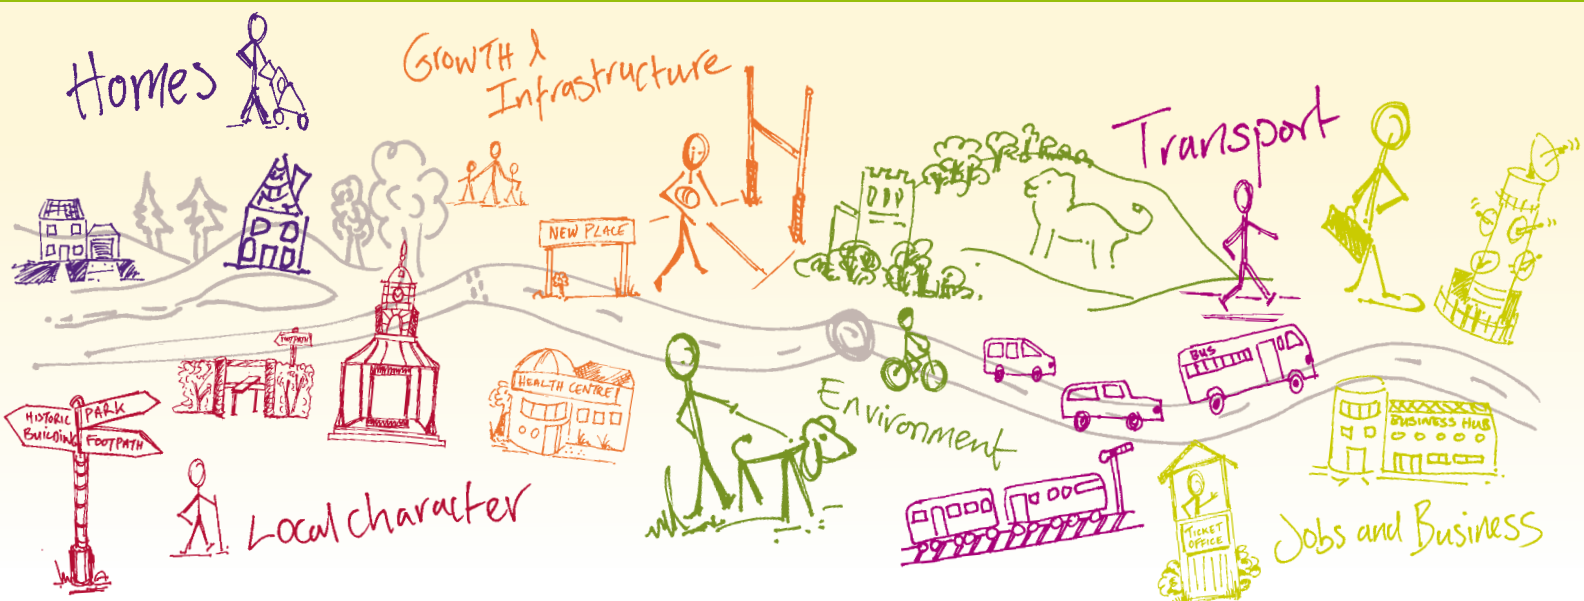 Homes
Growth &
Infrastructure
Transport
NEW PLACE
FOOTPATH
BUS
HEALTH CENTRE
Environment
HISTORIC
BUILDING
PARK
FOOTPATH
BUSINESS HUB
Local character
TICKET
OFFICE
Jobs and Business